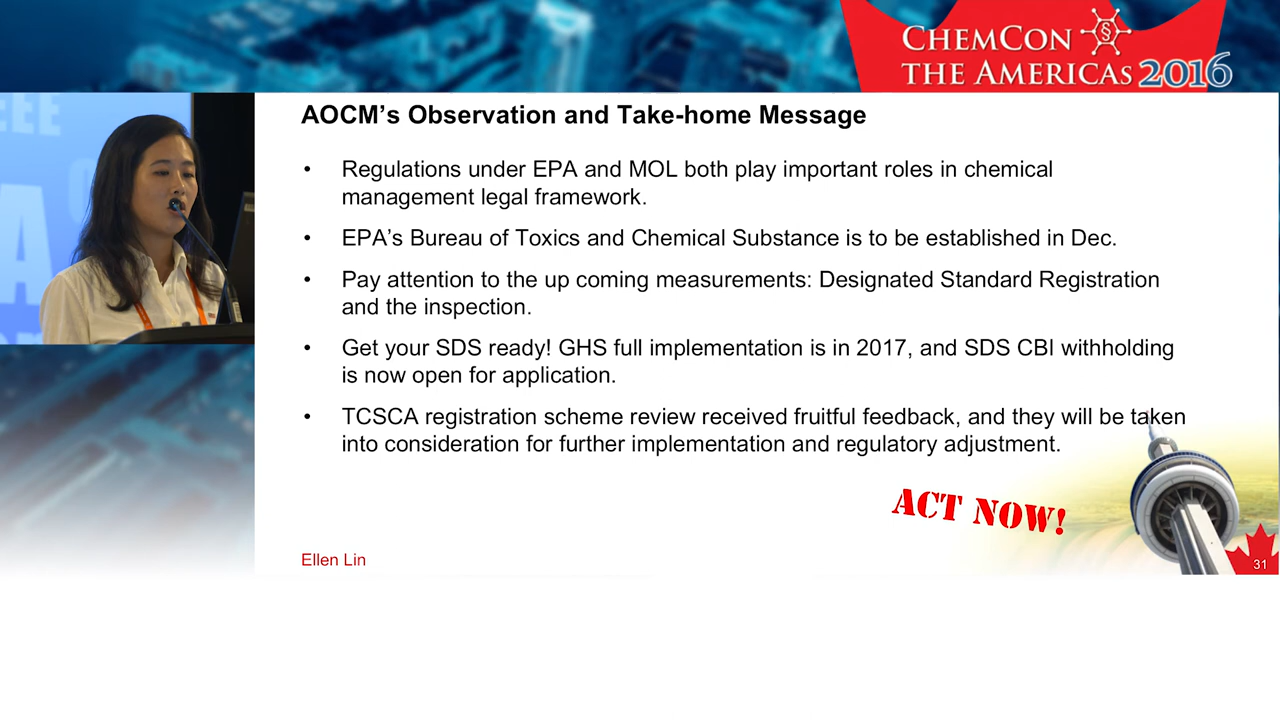 CHEMCON
THE AMERICAS 2016
§
EEE
A
AOCM's Observation and Take-home Message
• Regulations under EPA and MOL both play important roles in chemical
management legal framework.
• EPA's Bureau of Toxics and Chemical Substance is to be established in Dec.
• Pay attention to the up coming measurements: Designated Standard Registration
and the inspection.
• Get your SDS ready! GHS full implementation is in 2017, and SDS CBI withholding
is now open for application.
• TCSCA registration scheme review received fruitful feedback, and they will be taken
into consideration for further implementation and regulatory adjustment.
ACT NOW!
Ellen Lin
31